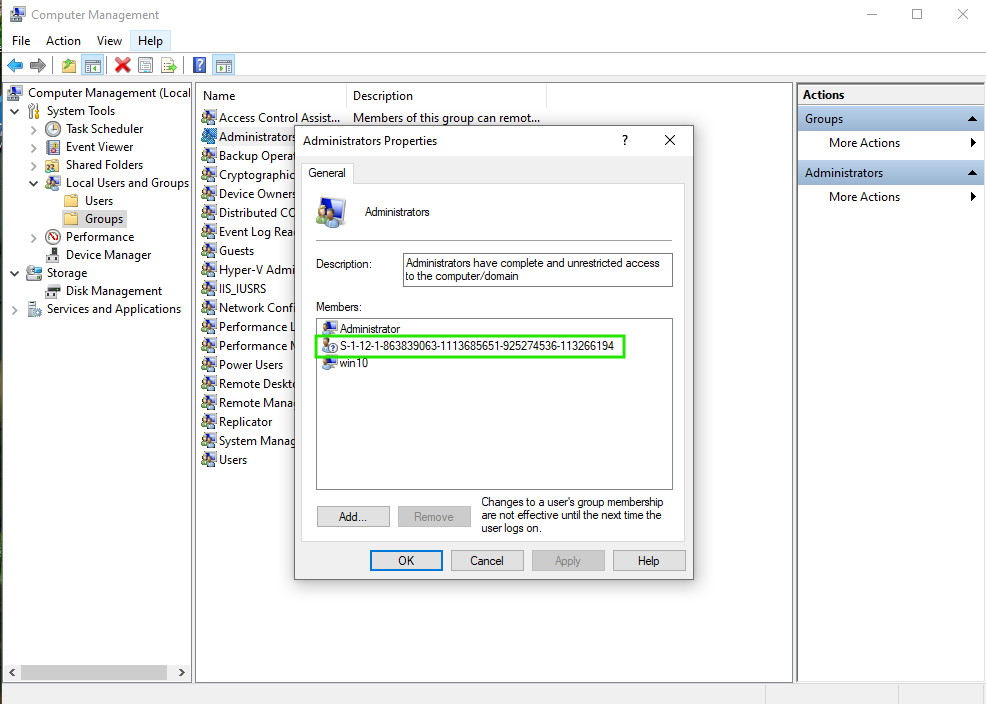 Computer Management
File Action View Help
Computer Management (Local
System Tools
Task Scheduler
Event Viewer
Shared Folders
Local Users and Groups
Users
Groups
Performance
Device Manager
Storage
Disk Management
Services and Applications
Name Description
Access Control Assist... Members of this group can remot...
Administrators
Backup Operat
Cryptographic
Device Owners
Distributed CO
Event Log Rea
Guests
Hyper-V Admi
IIS_IUSRS
Network Confi
Performance L
Performance M
Power Users
Remote Deskto
Remote Mana
Replicator
System Manag
Users
Administrators Properties
General
Administrators
Description:
Administrators have complete and unrestricted access
to the computer/domain
Members:
Administrator
S-1-12-1-863839063-1113685651-925274536-113266194
win10
Add...
Remove
Changes to a user's group membership
are not effective until the next time the
user logs on.
OK Cancel Apply Help
Actions
Groups
More Actions
Administrators
More Actions